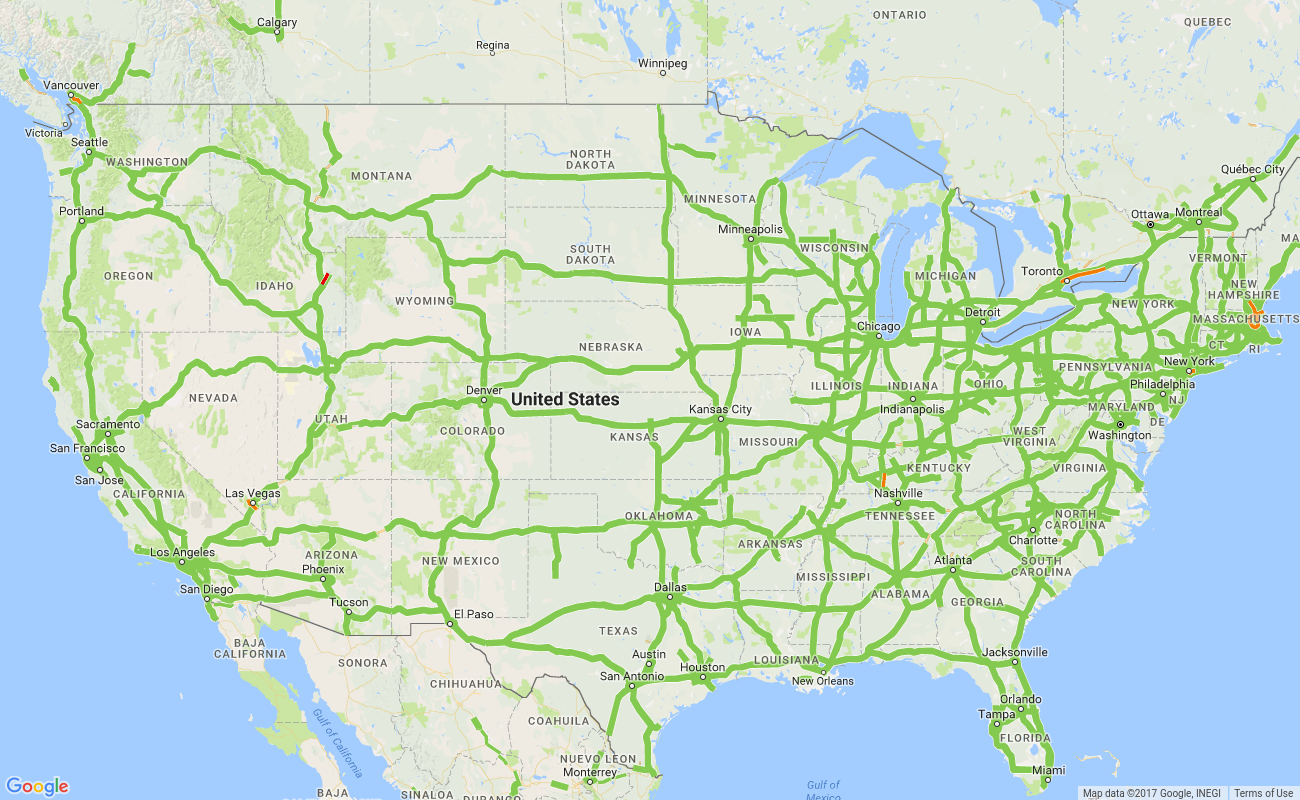 Calgary
Regina
Winnipeg
ONTARIO
QUEBEC
Vancouver
Victoria
Seattle
WASHINGTON
MONTANA
NORTH
DAKOTA
MINNESOTA
Québec City
Ottawa
Montreal
Portland
Minneapolis
WISCONSIN
MICHIGAN
Toronto
VERMONT
MA
NEW
HAMPSHIRE
OREGON
IDAHO
WYOMING
SOUTH
DAKOTA
NEW YORK
MASSACHUSETTS
CT
RI
Detroit
Chicago
IOWA
NEBRASKA
NEVADA
UTAH
Denver
COLORADO
United States
KANSAS
Kansas City
MISSOURI
ILLINOIS
INDIANA
Indianapolis
OHIO
PENNSYLVANIA
New York
Philadelphia
NJ
MARYLAND
DE
Washington
WEST
VIRGINIA
VIRGINIA
KENTUCKY
Sacramento
San Francisco
San Jose
CALIFORNIA
Las Vegas
Los Angeles
San Diego
ARIZONA
Phoenix
Tucson
NEW MEXICO
El Paso
OKLAHOMA
ARKANSAS
Nashville
TENNESSEE
NORTH
CAROLINA
Charlotte
SOUTH
CAROLINA
Atlanta
MISSISSIPPI
ALABAMA
GEORGIA
Dallas
TEXAS
Austin
San Antonio
Houston
LOUISIANA
New Orleans
Jacksonville
Orlando
Tampa
FLORIDA
Miami
BAJA
CALIFORNIA
SONORA
CHIHUAHUA
COAHUILA
NUEVO LEON
Monterrey
Gulf of
California
BAJA
SINALOA
DURANGO
Gulf of
Mexico
Google
Map data ©2017 Google, INEGI
Terms of Use